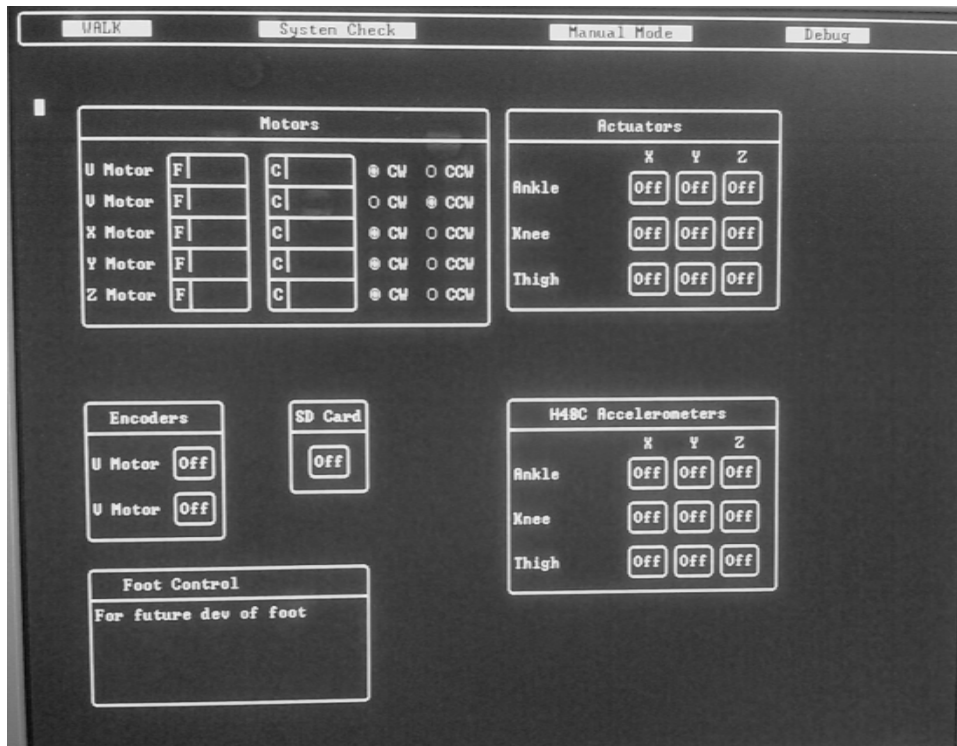 WALK System Check Manual Mode Debug
Motors
U Motor F C CW CCW
V Motor F C CW CCW
X Motor F C CW CCW
Y Motor F C CW CCW
Z Motor F C CW CCW
Actuators
X Y Z
Ankle Off Off Off
Knee Off Off Off
Thigh Off Off Off
Encoders
U Motor Off
V Motor Off
SD Card
Off
H48C Accelerometers
X Y Z
Ankle Off Off Off
Knee Off Off Off
Thigh Off Off Off
Foot Control
For future dev of foot